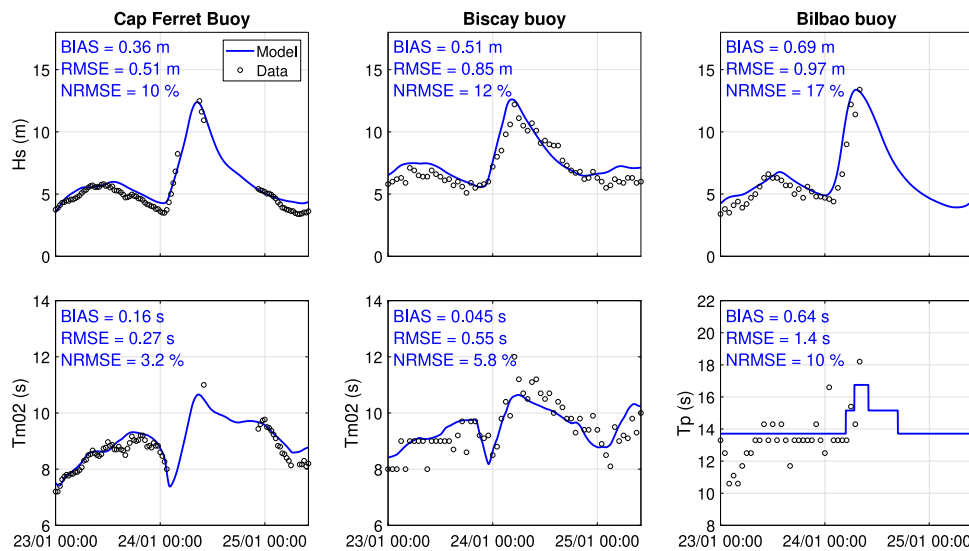 Cap Ferret Buoy
Biscay buoy
Bilbao buoy
BIAS = 0.36 m
RMSE = 0.51 m
NRMSE = 10 %
Model
Data
BIAS = 0.51 m
RMSE = 0.85 m
NRMSE = 12 %
BIAS = 0.69 m
RMSE = 0.97 m
NRMSE = 17 %
Hs (m)
15
10
5
0
15
10
5
0
15
10
5
0
BIAS = 0.16 s
RMSE = 0.27 s
NRMSE = 3.2 %
BIAS = 0.045 s
RMSE = 0.55 s
NRMSE = 5.8 %
BIAS = 0.64 s
RMSE = 1.4 s
NRMSE = 10 %
Tm02 (s)
14
12
10
8
6
Tm02 (s)
14
12
10
8
6
Tp (s)
22
20
18
16
14
12
10
8
23/01 00:00 24/01 00:00 25/01 00:00
23/01 00:00 24/01 00:00 25/01 00:00
23/01 00:00 24/01 00:00 25/01 00:00